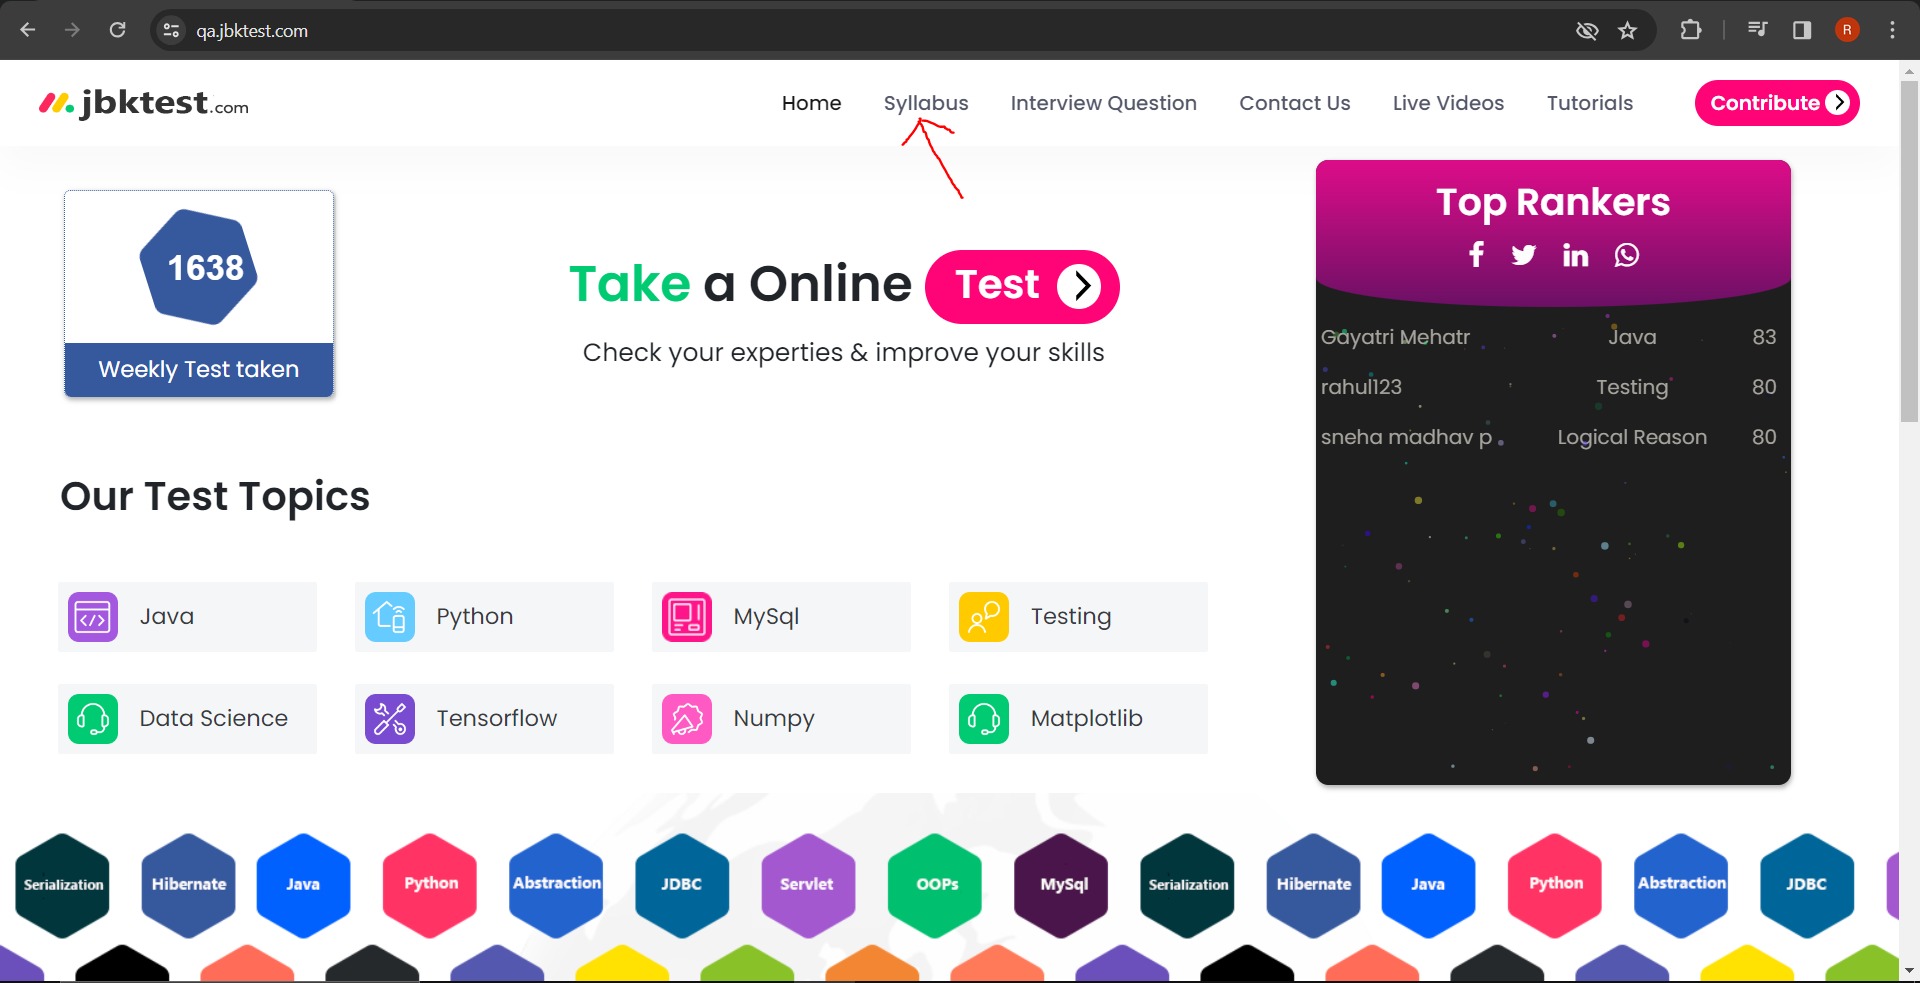 qa.jbktest.com
R
jbktest.com
Home Syllabus Interview Question Contact Us Live Videos Tutorials Contribute
1638
Weekly Test taken
Take a Online Test
Check your experties & improve your skills
Top Rankers
Gayatri Mehatr Java 83
rahul123 Testing 80
sneha madhav p Logical Reason 80
Our Test Topics
Java Python MySql Testing
Data Science Tensorflow Numpy Matplotlib
Serialization Hibernate Java Python Abstraction JDBC Servlet OOPs MySql Serialization Hibernate Java Python Abstraction JDBC